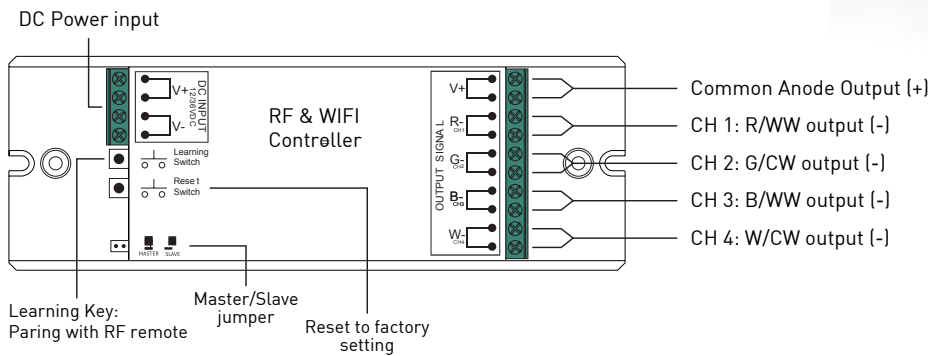 DC Power input
V+
V-
DC INPUT
12/36VDC
RF & WIFI
Controller
Learning
Switch
Reset
Switch
MASTER
SLAVE
OUTPUT SIGNAL
V+
R-
CH1
G-
CH2
B-
CH3
W-
CH4
Common Anode Output (+)
CH 1: R/WW output (-)
CH 2: G/CW output (-)
CH 3: B/WW output (-)
CH 4: W/CW output (-)
Learning Key:
Paring with RF remote
Master/Slave
jumper
Reset to factory
setting